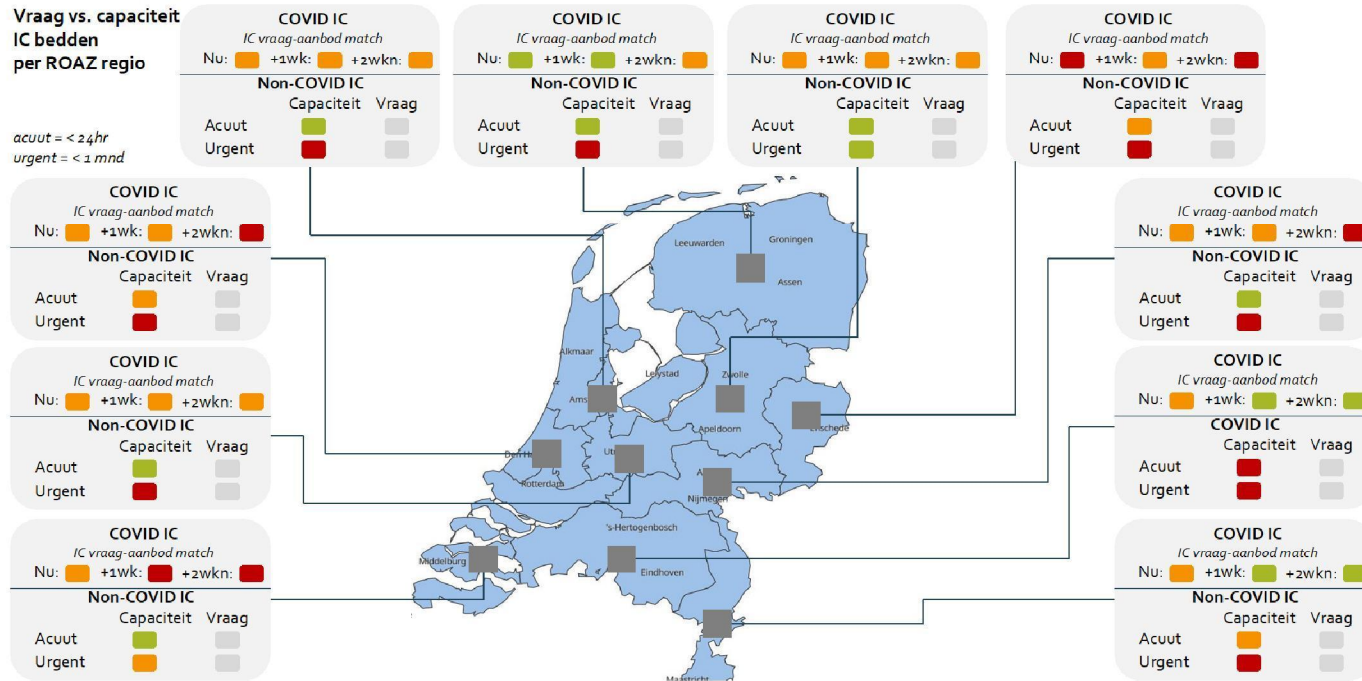 Vraag vs. capaciteit
IC bedden
per ROAZ regio
acuut = < 24hr
urgent = < 1 mnd
COVID IC
IC vraag-aanbod match
Nu: +1wk: +2wkn:
Non-COVID IC
Capaciteit Vraag
Acuut
Urgent
COVID IC
IC vraag-aanbod match
Nu: +1wk: +2wkn:
Non-COVID IC
Capaciteit Vraag
Acuut
Urgent
COVID IC
IC vraag-aanbod match
Nu: +1wk: +2wkn:
Non-COVID IC
Capaciteit Vraag
Acuut
Urgent
COVID IC
IC vraag-aanbod match
Nu: +1wk: +2wkn:
Non-COVID IC
Capaciteit Vraag
Acuut
Urgent
COVID IC
IC vraag-aanbod match
Nu: +1wk: +2wkn:
Non-COVID IC
Capaciteit Vraag
Acuut
Urgent
COVID IC
IC vraag-aanbod match
Nu: +1wk: +2wkn:
Non-COVID IC
Capaciteit Vraag
Acuut
Urgent
COVID IC
IC vraag-aanbod match
Nu: +1wk: +2wkn:
Non-COVID IC
Capaciteit Vraag
Acuut
Urgent
Leeuwarden
Groningen
Assen
Alkmaar
Lelystad
Zwolle
Ams
Apeldoorn
Den H
Ut
Rotterdam
Nijmegen
's-Hertogenbosch
Middelburg
Eindhoven
Maastricht
COVID IC
IC vraag-aanbod match
Nu: +1wk: +2wkn:
Non-COVID IC
Capaciteit Vraag
Acuut
Urgent
COVID IC
IC vraag-aanbod match
Nu: +1wk: +2wkn:
COVID IC
Capaciteit Vraag
Acuut
Urgent
COVID IC
IC vraag-aanbod match
Nu: +1wk: +2wkn:
Non-COVID IC
Capaciteit Vraag
Acuut
Urgent